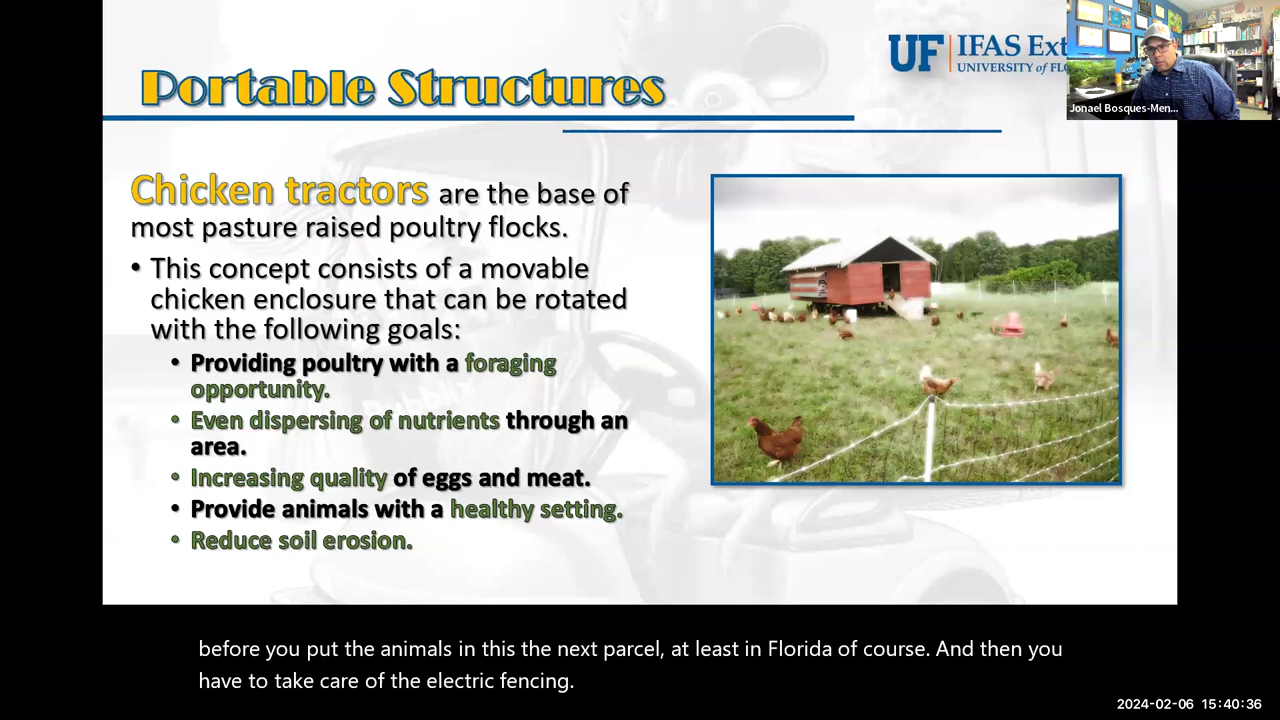 Portable Structures
UF IFAS Ext
UNIVERSITY of FLO
Jonael Bosques-Men...
Chicken tractors are the base of
most pasture raised poultry flocks.
• This concept consists of a movable
chicken enclosure that can be rotated
with the following goals:
• Providing poultry with a foraging
opportunity.
• Even dispersing of nutrients through an
area.
• Increasing quality of eggs and meat.
• Provide animals with a healthy setting.
• Reduce soil erosion.
before you put the animals in this the next parcel, at least in Florida of course. And then you
have to take care of the electric fencing.
2024-02-06 15:40:36